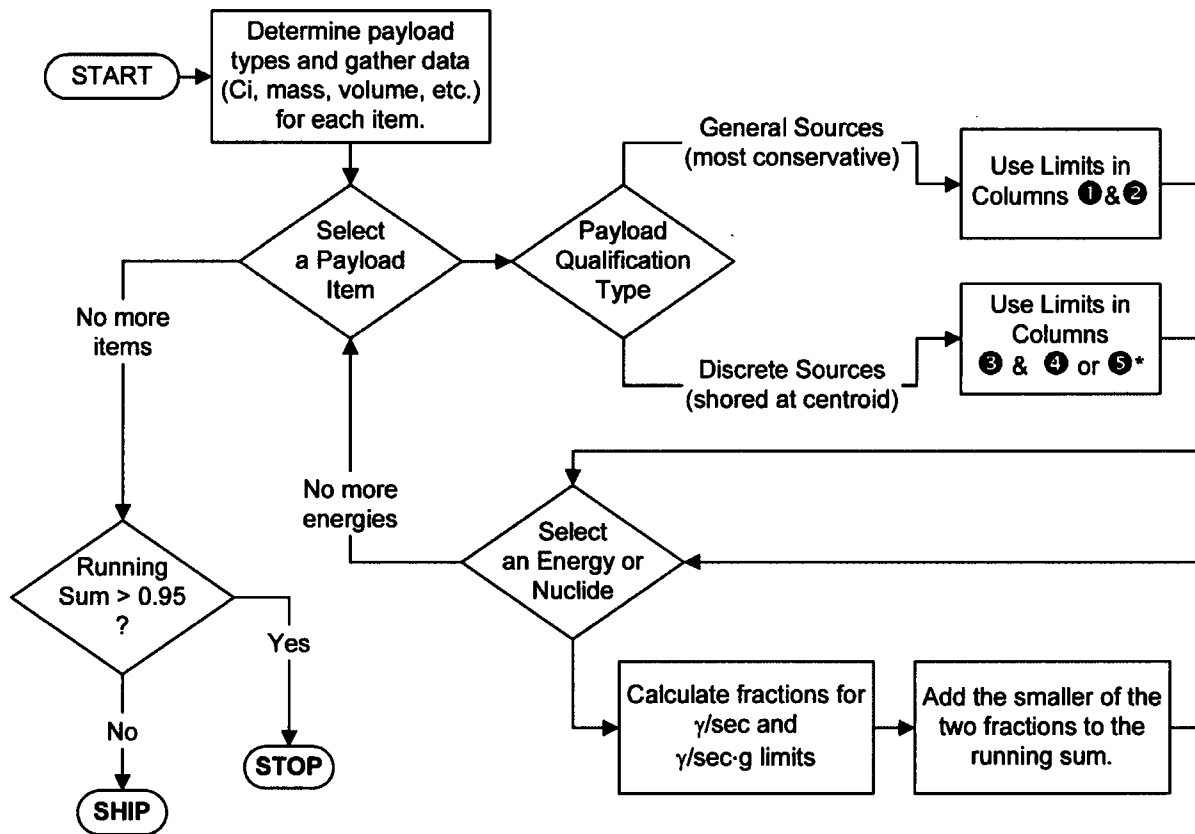 START
Determine payload
types and gather data
(Ci, mass, volume, etc.)
for each item.
Select
a Payload
Item
Payload
Qualification
Type
General Sources
(most conservative)
Use Limits in
Columns ❶&❷
Discrete Sources
(shored at centroid)
Use Limits in
Columns
❸ & ❹ or ❺*
No more
items
No more
energies
Select
an Energy or
Nuclide
Running
Sum > 0.95
?
Yes
No
STOP
SHIP
Calculate fractions for
γ/sec and
γ/sec·g limits
Add the smaller of the
two fractions to the
running sum.